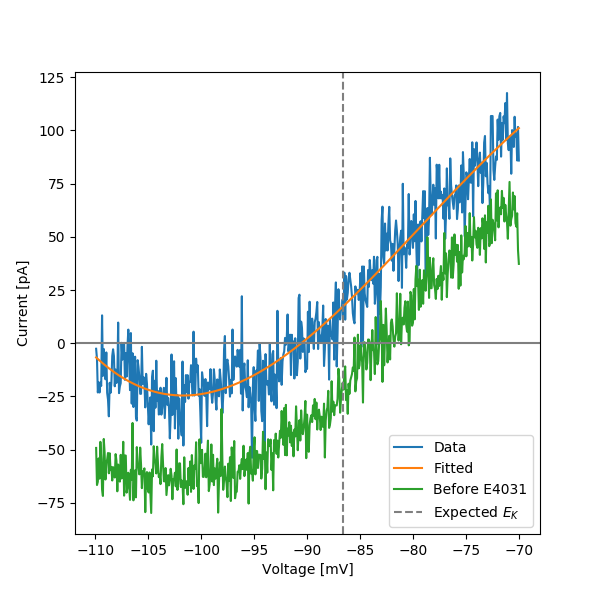 125
100
75
50
25
0
−25
−50
−75
Current [pA]
−110 −105 −100 −95 −90 −85 −80 −75 −70
Voltage [mV]
Data
Fitted
Before E4031
Expected E_K